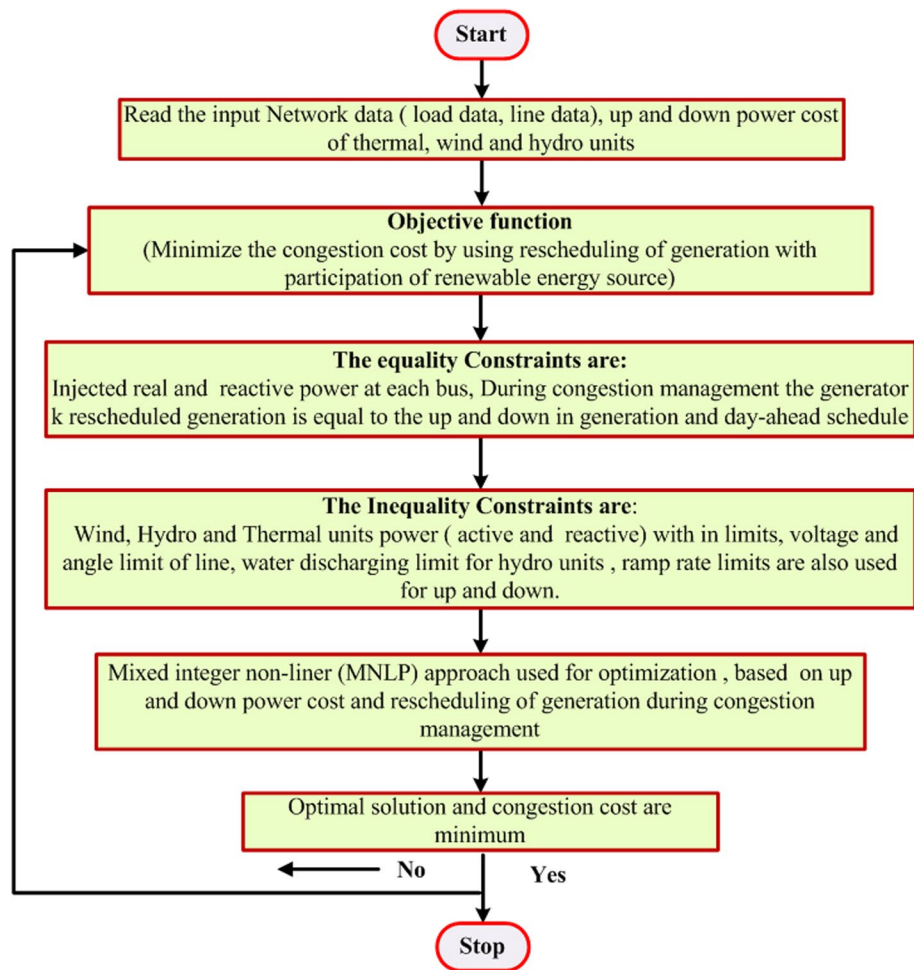 Start
Read the input Network data ( load data, line data), up and down power cost
of thermal, wind and hydro units
Objective function
(Minimize the congestion cost by using rescheduling of generation with
participation of renewable energy source)
The equality Constraints are:
Injected real and reactive power at each bus, During congestion management the generator
k rescheduled generation is equal to the up and down in generation and day-ahead schedule
The Inequality Constraints are:
Wind, Hydro and Thermal units power ( active and reactive) with in limits, voltage and
angle limit of line, water discharging limit for hydro units , ramp rate limits are also used
for up and down.
Mixed integer non-liner (MNLP) approach used for optimization , based on up
and down power cost and rescheduling of generation during congestion
management
Optimal solution and congestion cost are
minimum
No Yes
Stop